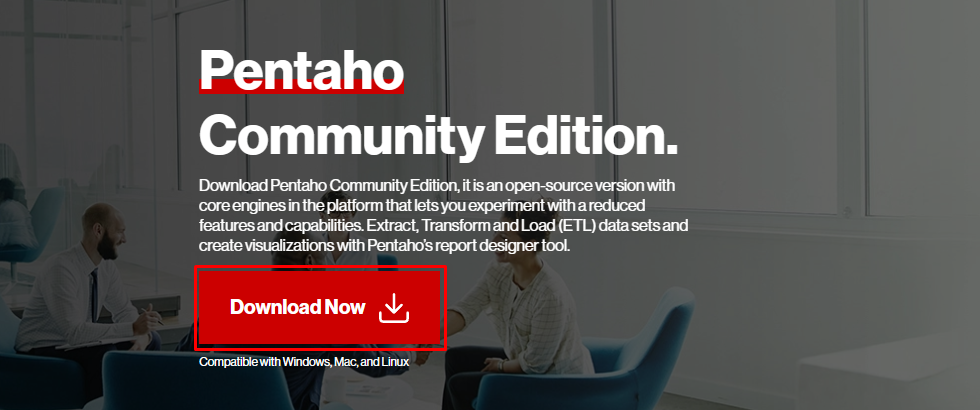 Pentaho
Community Edition.
Download Pentaho Community Edition, it is an open-source version with
core engines in the platform that lets you experiment with a reduced
features and capabilities. Extract, Transform and Load (ETL) data sets and
create visualizations with Pentaho's report designer tool.
Download Now
Compatible with Windows, Mac, and Linux